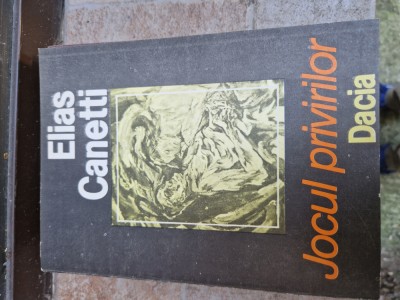 Elias
Canetti
Jocul privirilor
Dacia